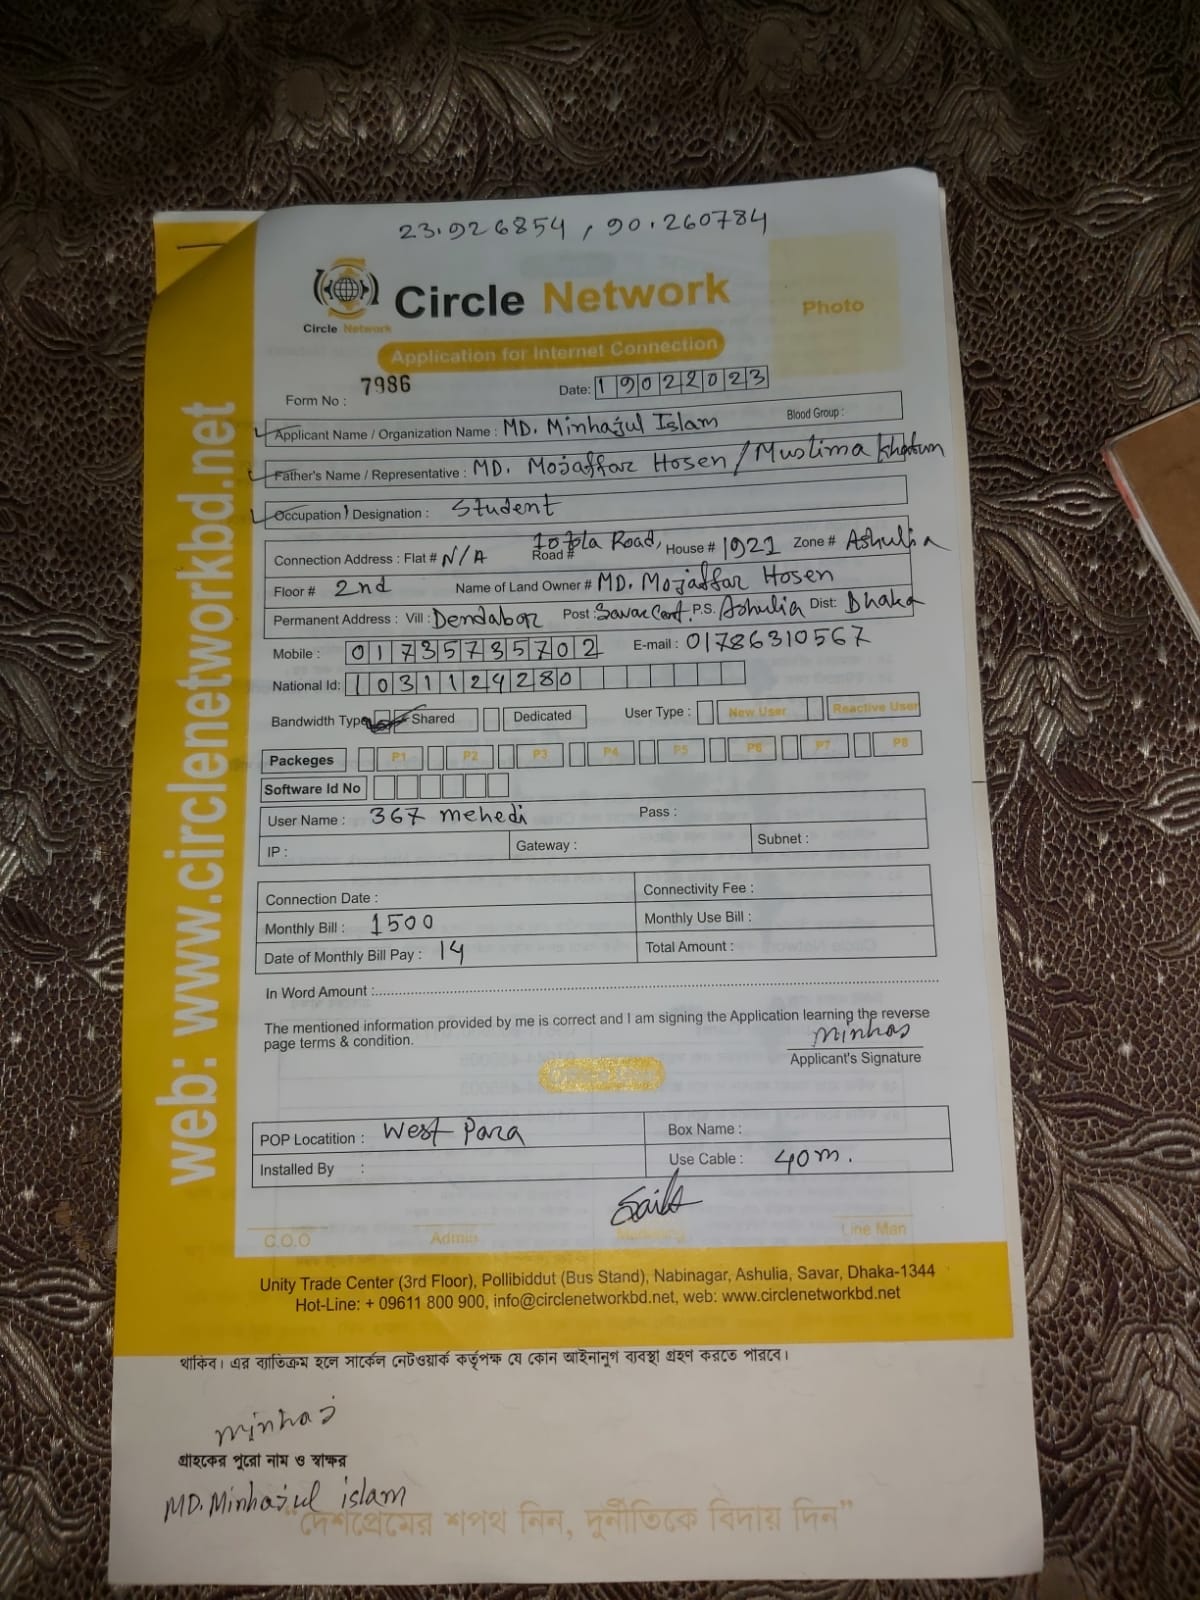 23.926854, 90.260784
Circle Network
Circle Network
Photo
Application for Internet Connection
Form No : 7986 Date: 19022023
Applicant Name / Organization Name : MD. Minhajul Islam Blood Group :
Father's Name / Representative : MD. Mojaffar Hosen / Muslima Khatun
Occupation / Designation : Student
Connection Address : Flat # N/A Road # 10 tola Road, House # 1921 Zone # Ashulia
Floor # 2nd Name of Land Owner # MD. Mojaffar Hosen
Permanent Address : Vill : Dendabor Post : Savar Cant. P.S. Ashulia Dist: Dhaka
Mobile : 01735735702 E-mail : 01786310567
National Id: 1031124280
Bandwidth Type Shared Dedicated User Type : New User Reactive User
Packeges P1 P2 P3 P4 P5 P6 P7 P8
Software Id No
User Name : 367 mehedi Pass :
IP : Gateway : Subnet :
Connection Date : Connectivity Fee :
Monthly Bill : 1500 Monthly Use Bill :
Date of Monthly Bill Pay : 14 Total Amount :
In Word Amount :
The mentioned information provided by me is correct and I am signing the Application learning the reverse
page terms & condition.
Minhaj
Applicant's Signature
POP Locatition : West Para Box Name :
Installed By : Use Cable : 40m.
C.O.O Admin Marketing Line Man
Unity Trade Center (3rd Floor), Pollibiddut (Bus Stand), Nabinagar, Ashulia, Savar, Dhaka-1344
Hot-Line: + 09611 800 900, info@circlenetworkbd.net, web: www.circlenetworkbd.net
web: www.circlenetworkbd.net
থাকিব। এর ব্যতিক্রম হলে সার্কেল নেটওয়ার্ক কর্তৃপক্ষ যে কোন আইনানুগ ব্যবস্থা গ্রহণ করতে পারবে।
minhaj
গ্রাহকের পুরো নাম ও স্বাক্ষর
MD. Minhajul islam
“দেশপ্রেমের শপথ নিন, দুর্নীতিকে বিদায় দিন”